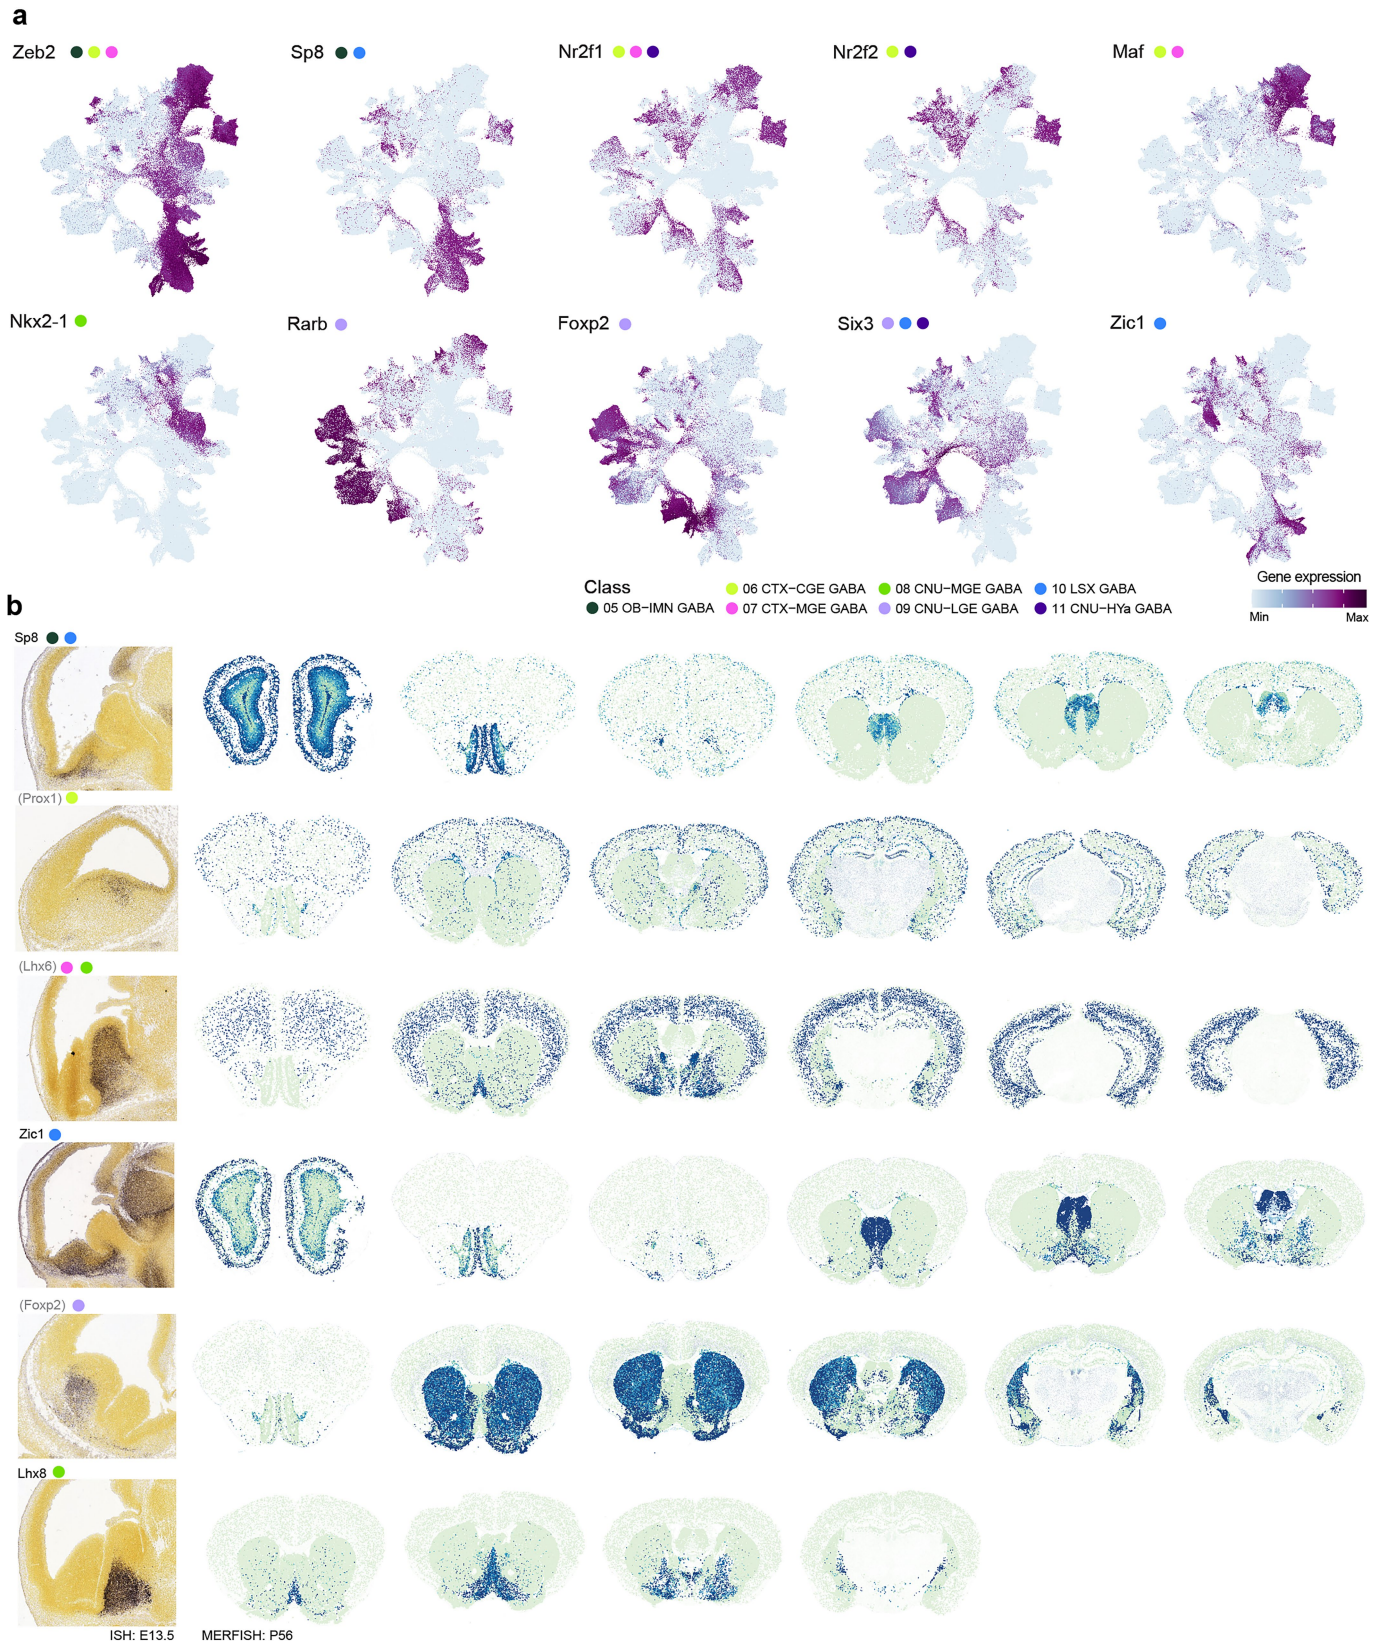 a
Zeb2
Sp8
Nr2f1
Nr2f2
Maf
Nkx2-1
Rarb
Foxp2
Six3
Zic1
Class
06 CTX−CGE GABA
08 CNU−MGE GABA
10 LSX GABA
05 OB−IMN GABA
07 CTX−MGE GABA
09 CNU−LGE GABA
11 CNU−HYa GABA
Gene expression
Min
Max
b
Sp8
(Prox1)
(Lhx6)
Zic1
(Foxp2)
Lhx8
ISH: E13.5
MERFISH: P56